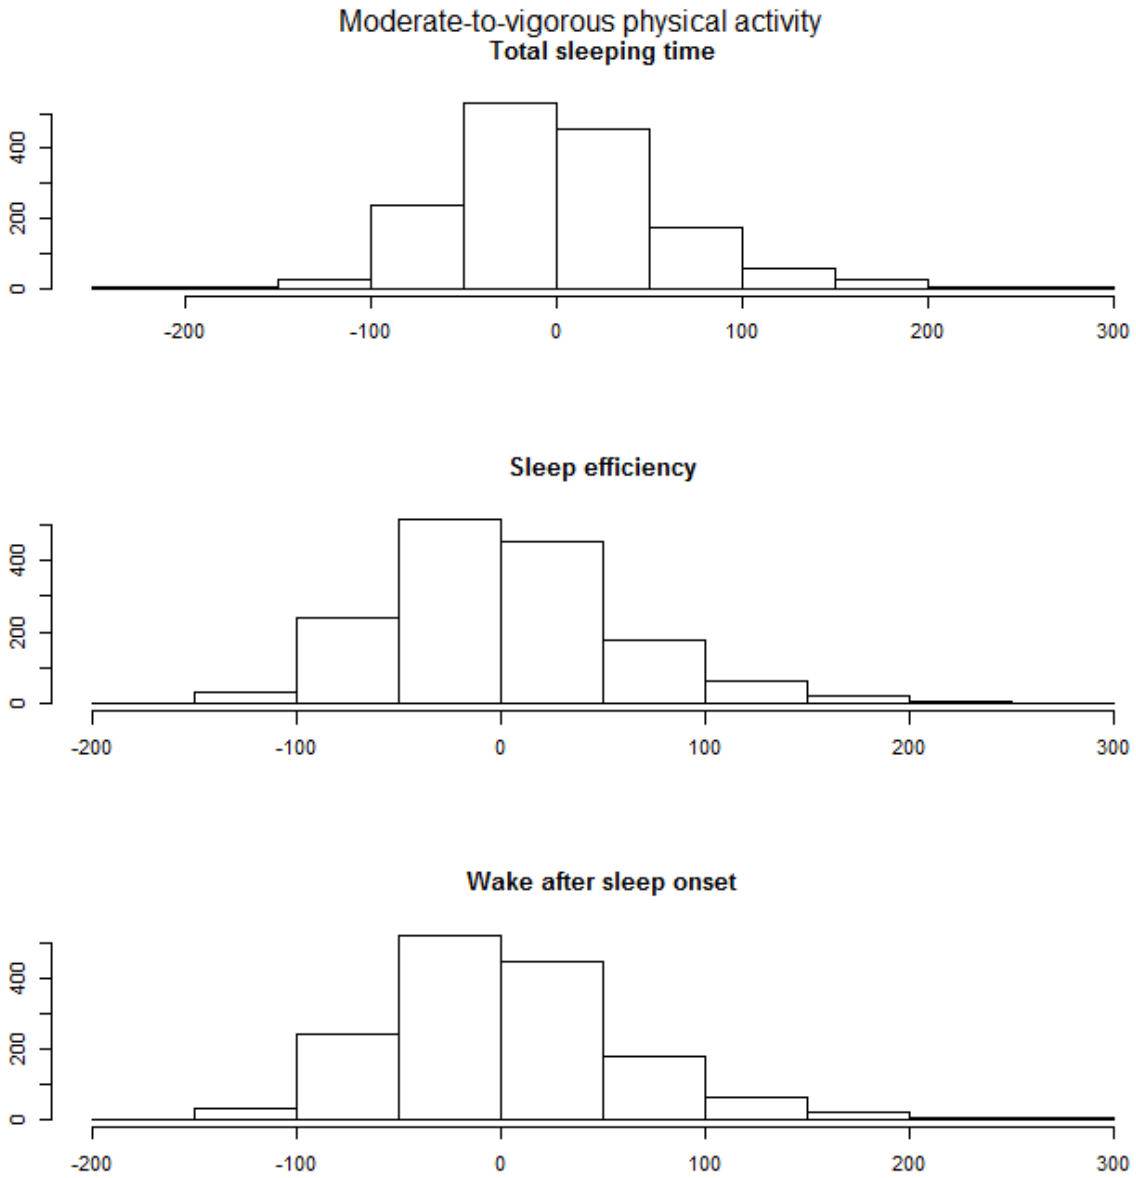 Moderate-to-vigorous physical activity
Total sleeping time
400
200
0
-200 -100 0 100 200 300
Sleep efficiency
400
200
0
-200 -100 0 100 200 300
Wake after sleep onset
400
200
0
-200 -100 0 100 200 300